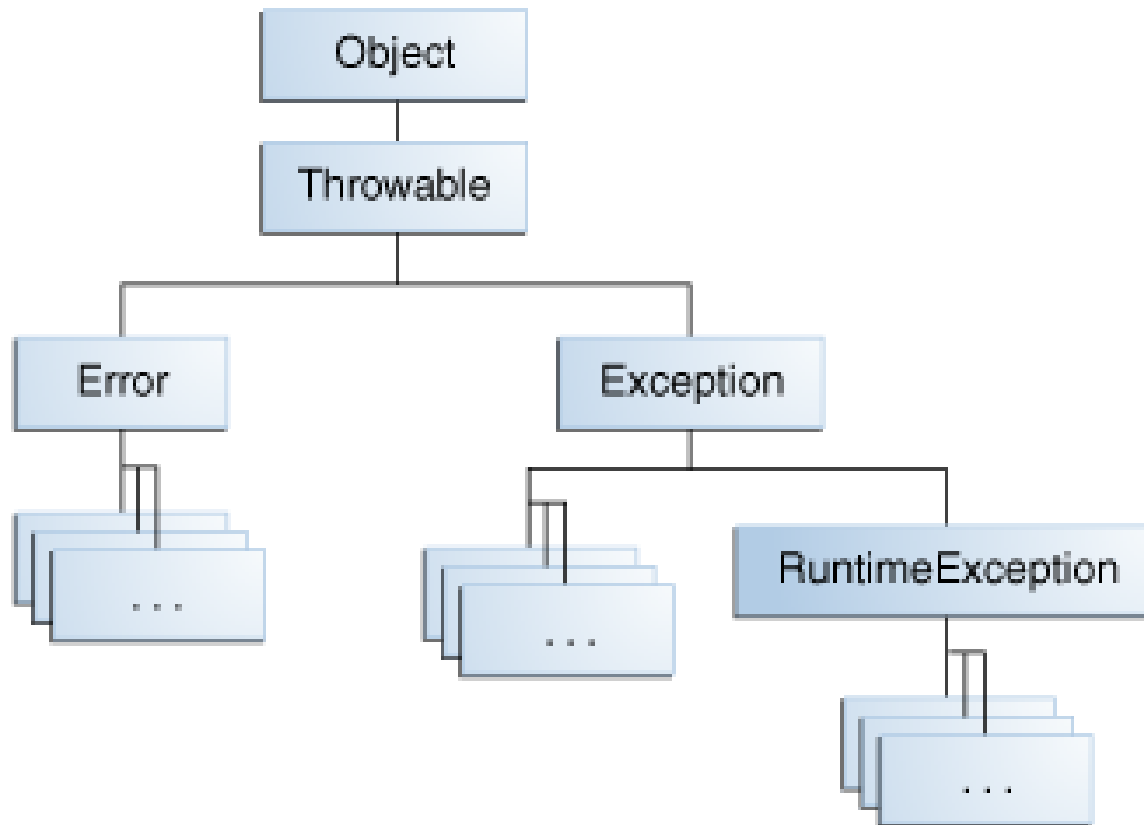 Object
Throwable
Error
Exception
...
...
RuntimeException
...